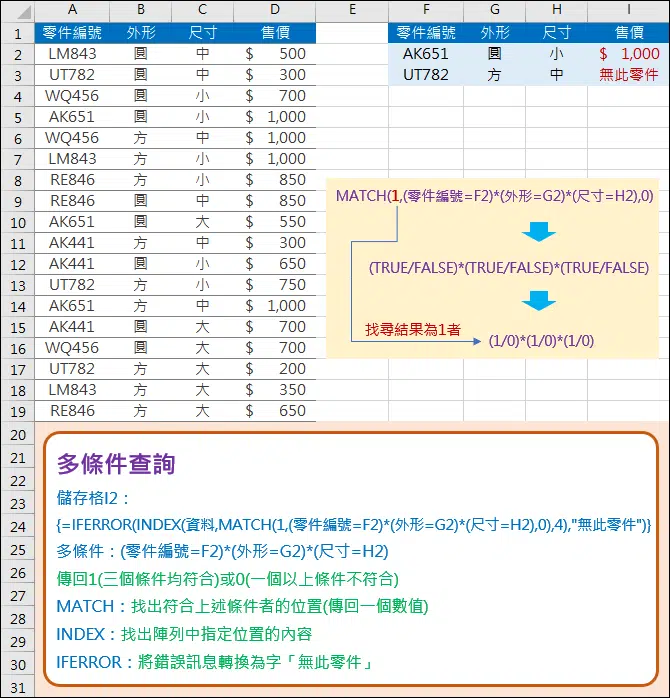 A B C D E F G H I
1 零件編號 外形 尺寸 售價 零件編號 外形 尺寸 售價
2 LM843 圓 中 $ 500 AK651 圓 小 $ 1,000
3 UT782 圓 中 $ 300 UT782 方 中 無此零件
4 WQ456 圓 小 $ 700
5 AK651 圓 小 $ 1,000
6 WQ456 方 中 $ 1,000
7 LM843 方 小 $ 1,000
8 RE846 方 小 $ 850
9 RE846 圓 中 $ 850
10 AK651 圓 大 $ 550
11 AK441 方 中 $ 300
12 AK441 圓 小 $ 650
13 UT782 方 小 $ 750
14 AK651 方 中 $ 1,000
15 AK441 圓 大 $ 700
16 WQ456 圓 大 $ 700
17 UT782 方 大 $ 200
18 LM843 方 大 $ 350
19 RE846 方 大 $ 650
MATCH(1,(零件編號=F2)*(外形=G2)*(尺寸=H2),0)
(TRUE/FALSE)*(TRUE/FALSE)*(TRUE/FALSE)
找尋結果為1者
(1/0)*(1/0)*(1/0)
20
21 多條件查詢
22
23 儲存格I2：
24 {=IFERROR(INDEX(資料,MATCH(1,(零件編號=F2)*(外形=G2)*(尺寸=H2),0),4),"無此零件")}
25 多條件：(零件編號=F2)*(外形=G2)*(尺寸=H2)
26 傳回1(三個條件均符合)或0(一個以上條件不符合)
27
28 MATCH：找出符合上述條件者的位置(傳回一個數值)
29 INDEX：找出陣列中指定位置的內容
30 IFERROR：將錯誤訊息轉換為字「無此零件」
31